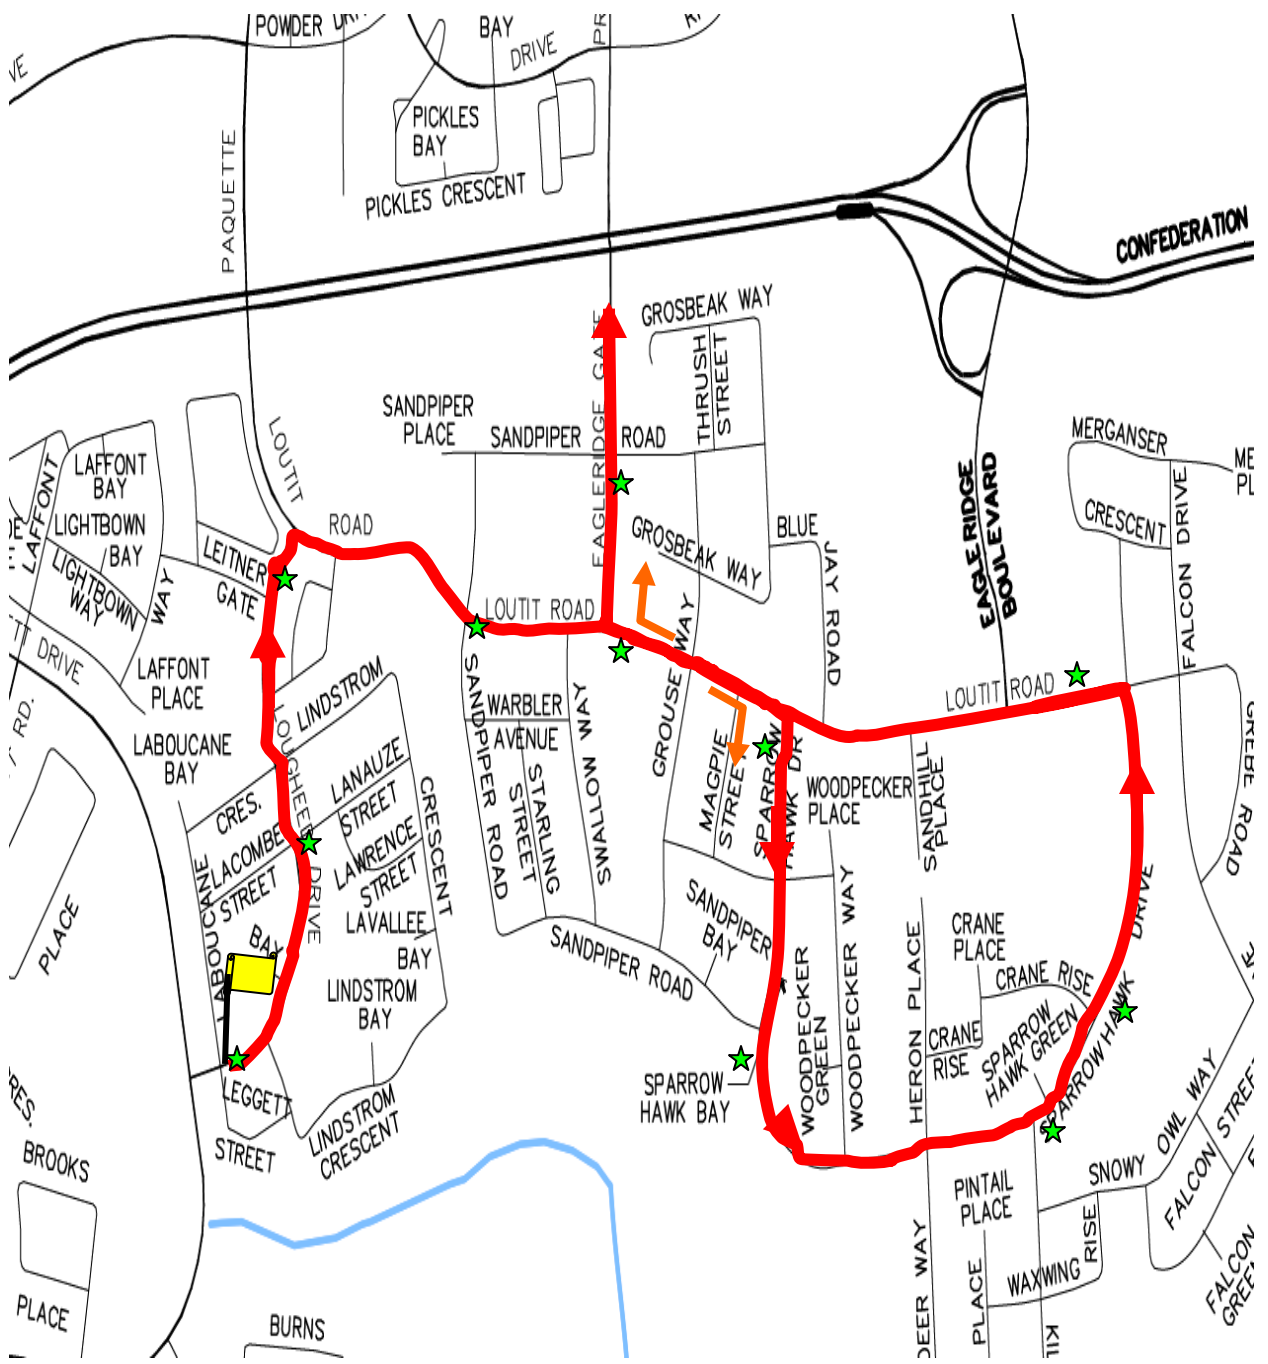 POWDER
BAY
DRIVE
PICKLES
BAY
PICKLES CRESCENT
PAQUETTE
CONFEDERATION
GROSBEAK WAY
THRUSH
STREET
EAGLERIDGE GATE
SANDPIPER
PLACE
SANDPIPER
ROAD
LOUTIT
ROAD
MERGANSER
CRESCENT
FALCON DRIVE
EAGLE RIDGE
BOULEVARD
LAFFONT
LAFFONT
BAY
LIGHTBOWN
BAY
LIGHTBOWN
WAY
WAY
LEITNER
GATE
GROSBEAK WAY
BLUE
JAY ROAD
LOUTIT ROAD
DRIVE
RD.
LAFFONT
PLACE
LABOUCANE
BAY
LINDSTROM
LOUGHEED
DRIVE
SANDPIPER ROAD
WARBLER
AVENUE
STARLING
STREET
SWALLOW WAY
GROUSE WAY
MAGPIE
STREET
SPARROW
HAWK DR
LOUTIT ROAD
GREBE ROAD
WOODPECKER
PLACE
SANDHILL
PLACE
CRES.
LANAUZE
STREET
CRESCENT
LACOMBE
STREET
LAWRENCE
STREET
LABOUCANE
BAY
LAVALLEE
BAY
LINDSTROM
BAY
PLACE
SANDPIPER
BAY
SANDPIPER ROAD
WOODPECKER
GREEN
WOODPECKER WAY
HERON PLACE
CRANE
PLACE
CRANE RISE
CRANE
RISE
SPARROW
HAWK GREEN
SPARROW HAWK
DRIVE
SPARROW
HAWK BAY
LEGGETT
STREET
LINDSTROM
CRESCENT
BROOKS
PLACE
BURNS
SNOWY
OWL WAY
FALCON
STREET
PINTAIL
PLACE
RISE
WAXWING
FALCON
GREEN
PLACE